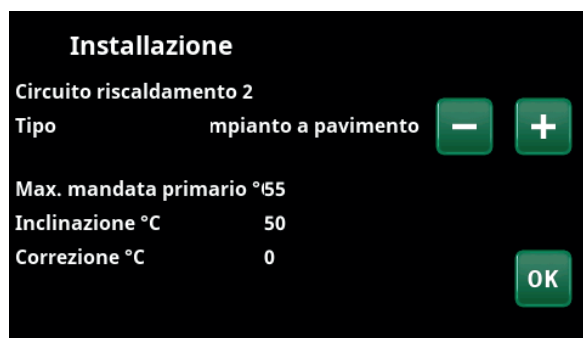 Installazione
Circuito riscaldamento 2
Tipo mpianto a pavimento
− +
Max. mandata primario °55
Inclinazione °C 50
Correzione °C 0
OK